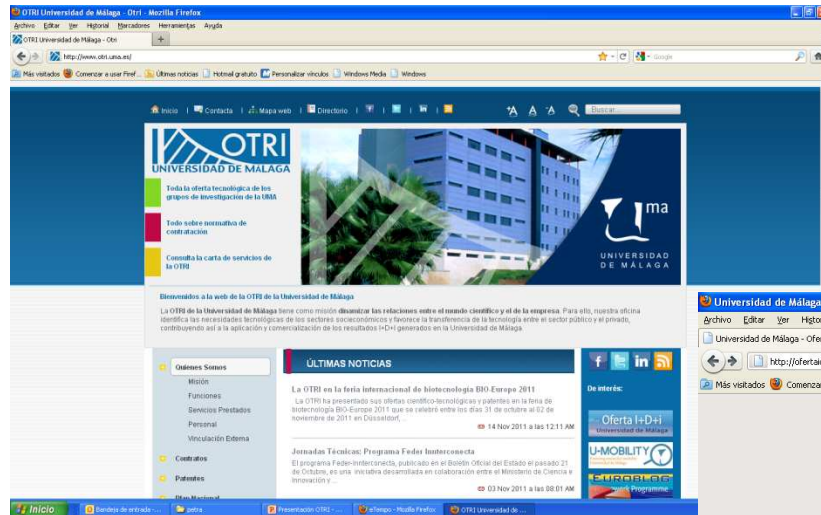 OTRI Universidad de Málaga - Otri - Mozilla Firefox
Archivo Editar Ver Historial Marcadores Herramientas Ayuda
OTRI Universidad de Málaga - Otri
http://www.otri.uma.es/
Google
Más visitados Comenzar a usar Firef... Últimas noticias Hotmail gratuito Personalizar vínculos Windows Media Windows
Inicio | Contacta | Mapa web | Directorio | | | |
+A A -A Buscar...
OTRI
UNIVERSIDAD DE MÁLAGA
Toda la oferta tecnológica de los
grupos de investigación de la UMA
Todo sobre normativa de
contratación
Consulta la carta de servicios de
la OTRI
uma
UNIVERSIDAD
DE MÁLAGA
Bienvenidos a la web de la OTRI de la Universidad de Málaga
La OTRI de la Universidad de Málaga tiene como misión dinamizar las relaciones entre el mundo científico y el de la empresa. Para ello, nuestra oficina
identifica las necesidades tecnológicas de los sectores socioeconómicos y favorece la transferencia de la tecnología entre el sector público y el privado,
contribuyendo así a la aplicación y comercialización de los resultados I+D+i generados en la Universidad de Málaga.
Quienes Somos
Misión
Funciones
Servicios Prestados
Personal
Vinculación Externa
Contratos
Patentes
Plan Nacional
ÚLTIMAS NOTICIAS
La OTRI en la feria internacional de biotecnología BIO-Europe 2011
La OTRI ha presentado sus ofertas científico-tecnológicas y patentes en la feria de
biotecnología BIO-Europe 2011 que se celebró entre los días 31 de octubre al 02 de
noviembre de 2011 en Düsseldorf, ...
14 Nov 2011 a las 12:11 AM
Jornadas Técnicas: Programa Feder Innterconecta
El programa Feder-Innterconecta, publicado en el Boletín Oficial del Estado el pasado 21
de Octubre, es una iniciativa desarrollada en colaboración entre el Ministerio de Ciencia e
Innovación y ...
03 Nov 2011 a las 08:01 AM
f in
De interés:
Oferta I+D+i
Universidad de Málaga
U-MOBILITY
EUROBLOG
work Programme
Universidad de Málaga
Archivo Editar Ver Histor
Universidad de Málaga - Ofe
http://ofertai
Más visitados Comenza
Inicio Bandeja de entrada -... petra Presentación OTRI - ... eTempo - Mozilla Firefox OTRI Universidad de ...